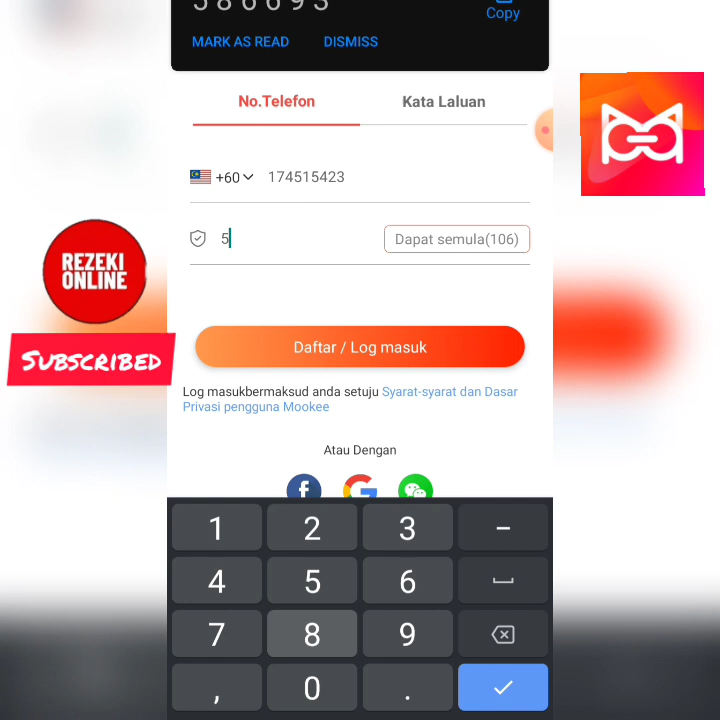 586693
Copy
MARK AS READ DISMISS
No.Telefon Kata Laluan
+60 174515423
5 Dapat semula(106)
REZEKI
ONLINE
SUBSCRIBED
Daftar / Log masuk
Log masukbermaksud anda setuju Syarat-syarat dan Dasar
Privasi pengguna Mookee
Atau Dengan
1 2 3 −
4 5 6
7 8 9
, 0 .